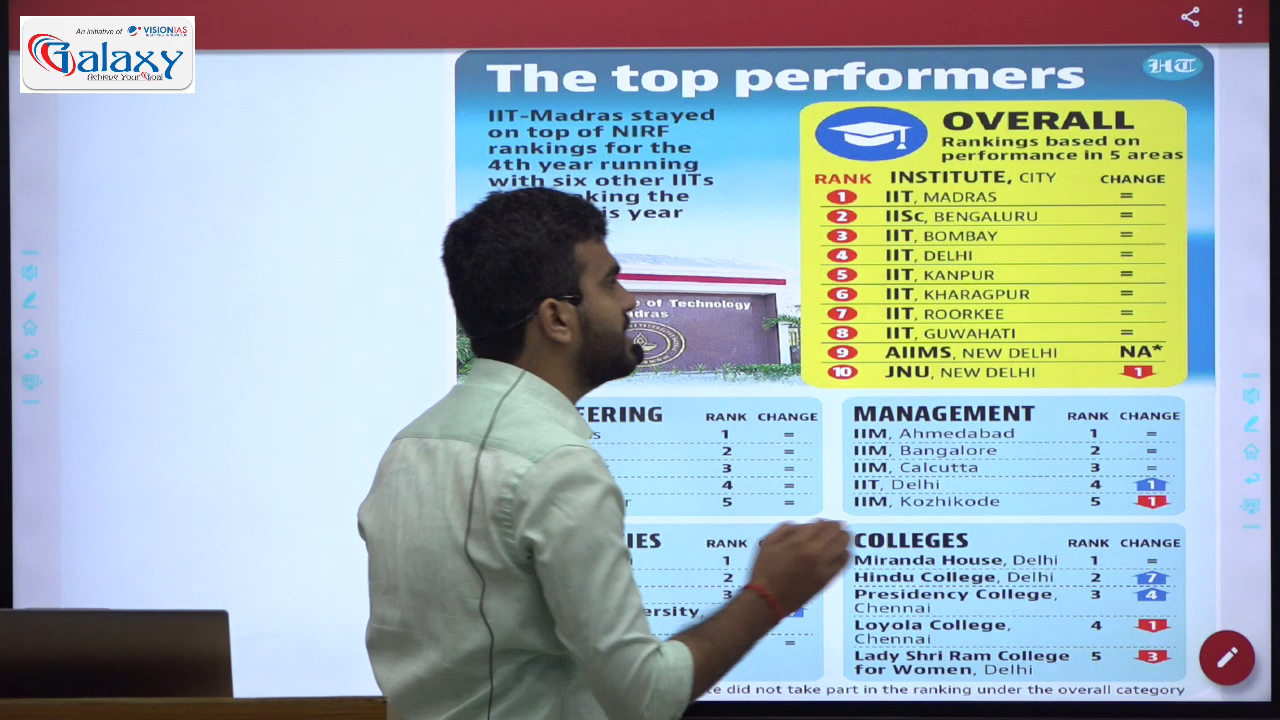 An initiative of VISIONIAS
Galaxy
Achieve Your Goal
The top performers
HT
IIT-Madras stayed
on top of NIRF
rankings for the
4th year running
with six other IITs
king the
is year
e of Technology
dras
OVERALL
Rankings based on
performance in 5 areas
RANK INSTITUTE, CITY CHANGE
1 IIT, MADRAS =
2 IISc, BENGALURU =
3 IIT, BOMBAY =
4 IIT, DELHI =
5 IIT, KANPUR =
6 IIT, KHARAGPUR =
7 IIT, ROORKEE =
8 IIT, GUWAHATI =
9 AIIMS, NEW DELHI NA*
10 JNU, NEW DELHI 1
EERING RANK CHANGE
s 1 =
2 =
3 =
4 =
r 5 =
MANAGEMENT RANK CHANGE
IIM, Ahmedabad 1 =
IIM, Bangalore 2 =
IIM, Calcutta 3 =
IIT, Delhi 4 1
IIM, Kozhikode 5 1
IES RANK
1
2
3
ersity,
=
COLLEGES RANK CHANGE
Miranda House, Delhi 1 =
Hindu College, Delhi 2 7
Presidency College, 3 4
Chennai
Loyola College, 4 1
Chennai
Lady Shri Ram College 5 3
for Women, Delhi
te did not take part in the ranking under the overall category